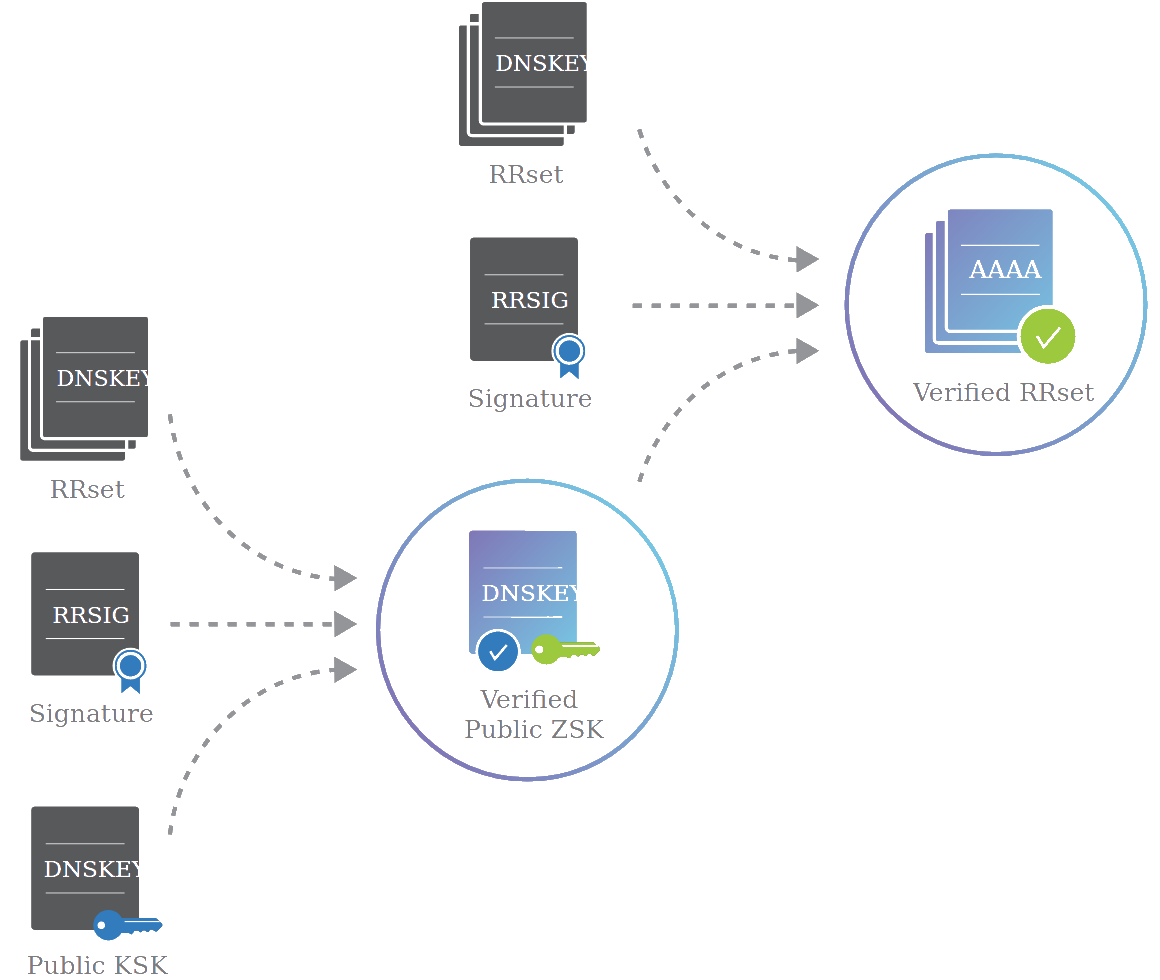 DNSKEY
RRset
RRSIG
Signature
AAAA
Verified RRset
DNSKEY
RRset
RRSIG
Signature
DNSKEY
Public KSK
DNSKEY
Verified
Public ZSK